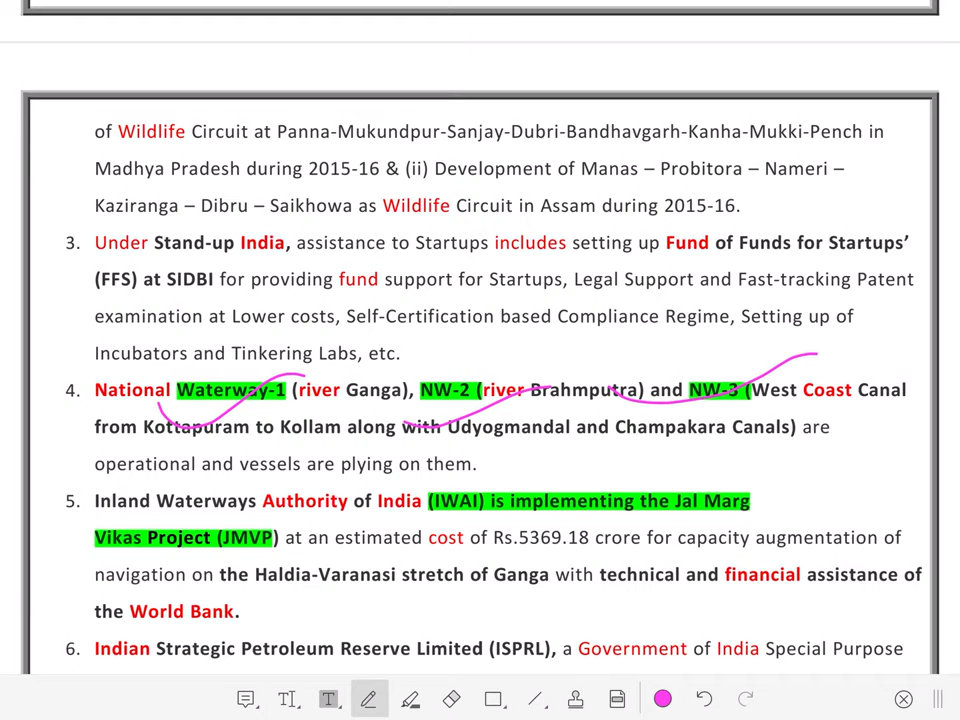 of Wildlife Circuit at Panna-Mukundpur-Sanjay-Dubri-Bandhavgarh-Kanha-Mukki-Pench in
Madhya Pradesh during 2015-16 & (ii) Development of Manas – Probitora – Nameri –
Kaziranga – Dibru – Saikhowa as Wildlife Circuit in Assam during 2015-16.
3. Under Stand-up India, assistance to Startups includes setting up Fund of Funds for Startups’
(FFS) at SIDBI for providing fund support for Startups, Legal Support and Fast-tracking Patent
examination at Lower costs, Self-Certification based Compliance Regime, Setting up of
Incubators and Tinkering Labs, etc.
4. National Waterway-1 (river Ganga), NW-2 (river Brahmputra) and NW-3 (West Coast Canal
from Kottapuram to Kollam along with Udyogmandal and Champakara Canals) are
operational and vessels are plying on them.
5. Inland Waterways Authority of India (IWAI) is implementing the Jal Marg
Vikas Project (JMVP) at an estimated cost of Rs.5369.18 crore for capacity augmentation of
navigation on the Haldia-Varanasi stretch of Ganga with technical and financial assistance of
the World Bank.
6. Indian Strategic Petroleum Reserve Limited (ISPRL), a Government of India Special Purpose